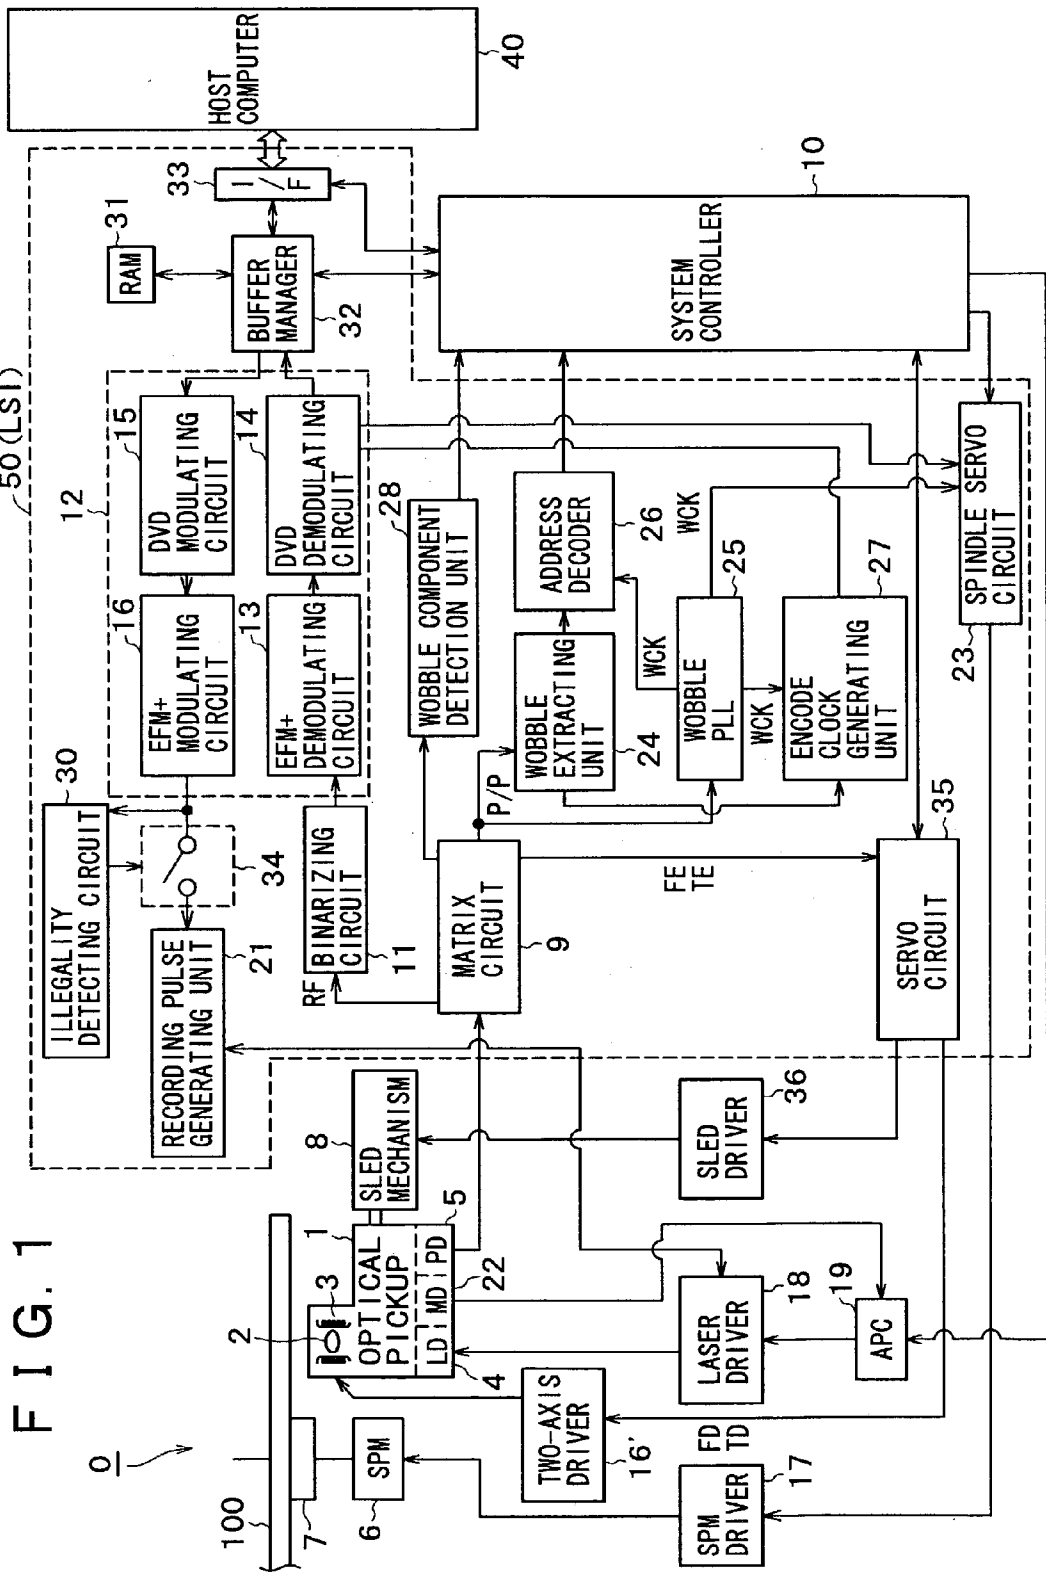 FIG. 1
0
100
7
6
SPM
2
3
1
OPTICAL
PICKUP
LD
MD
PD
4
22
5
8
SLED
MECHANISM
TWO-AXIS
DRIVER
16'
SPM
DRIVER
17
FD
TD
LASER
DRIVER
18
APC
19
SLED
DRIVER
36
50 (LSI)
ILLEGALITY
DETECTING CIRCUIT
30
RECORDING PULSE
GENERATING UNIT
21
34
RF
BINARIZING
CIRCUIT
11
MATRIX
CIRCUIT
9
P/P
FE
TE
SERVO
CIRCUIT
35
12
EFM+
MODULATING
CIRCUIT
16
DVD
MODULATING
CIRCUIT
15
EFM+
DEMODULATING
CIRCUIT
13
DVD
DEMODULATING
CIRCUIT
14
WOBBLE COMPONENT
DETECTION UNIT
28
WOBBLE
EXTRACTING
UNIT
24
ADDRESS
DECODER
26
WCK
WOBBLE
PLL
25
WCK
WCK
ENCODE
CLOCK
GENERATING
UNIT
27
SPINDLE SERVO
CIRCUIT
23
RAM
31
BUFFER
MANAGER
32
I/F
33
HOST
COMPUTER
40
SYSTEM
CONTROLLER
10